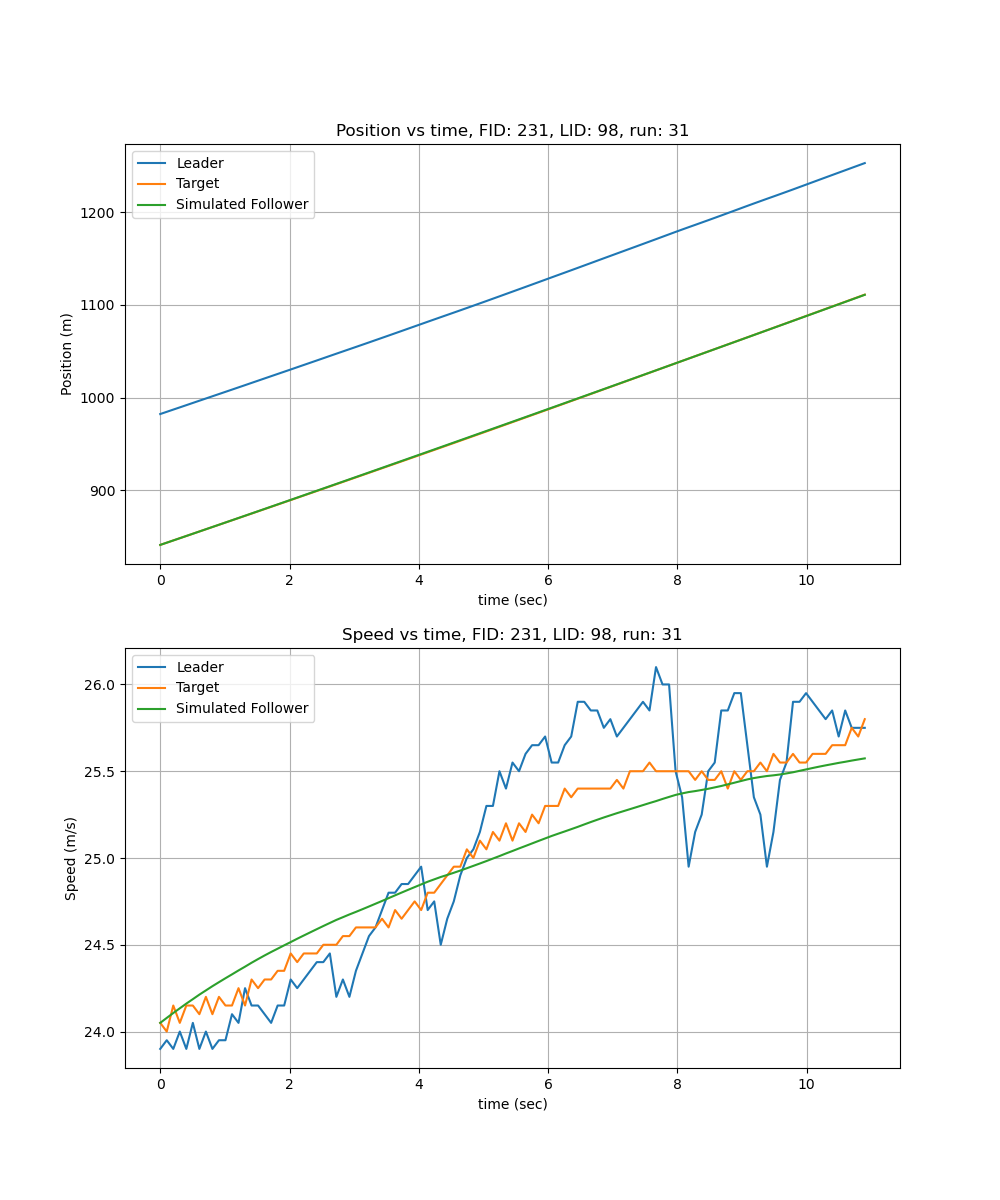 Position vs time, FID: 231, LID: 98, run: 31
Leader
Target
Simulated Follower
1200
1100
1000
900
Position (m)
0 2 4 6 8 10
time (sec)
Speed vs time, FID: 231, LID: 98, run: 31
Leader
Target
Simulated Follower
26.0
25.5
25.0
24.5
24.0
Speed (m/s)
0 2 4 6 8 10
time (sec)